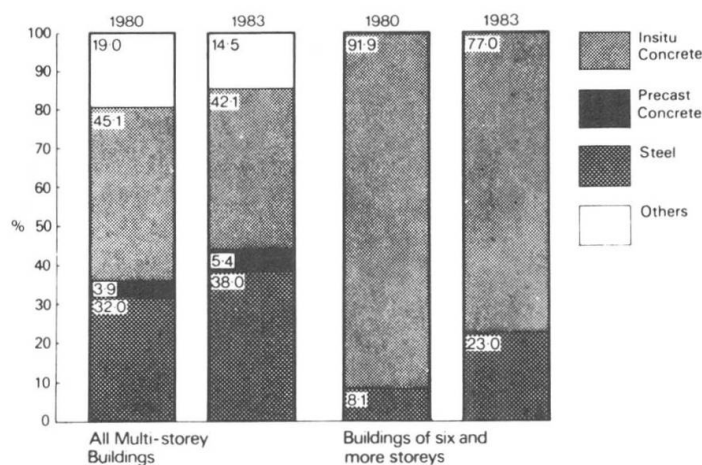 1980 1983 1980 1983
100
90
80
70
60
50
40
30
20
10
0
%
19·0
45·1
3.9
32.0
14·5
42.1
5.4
38.0
91.9
8.1
77.0
23.0
All Multi-storey
Buildings
Buildings of six and
more storeys
Insitu
Concrete
Precast
Concrete
Steel
Others